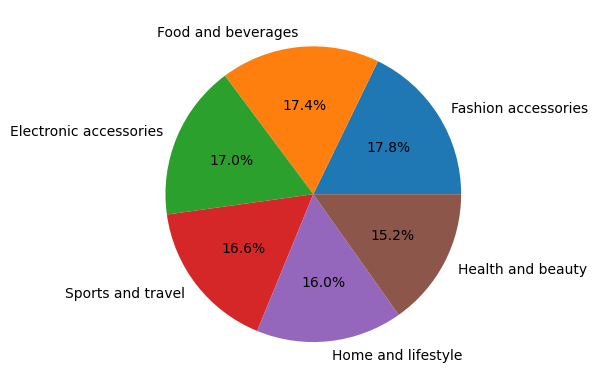 Food and beverages
17.4%
Fashion accessories
17.8%
Electronic accessories
17.0%
Sports and travel
16.6%
Home and lifestyle
16.0%
Health and beauty
15.2%